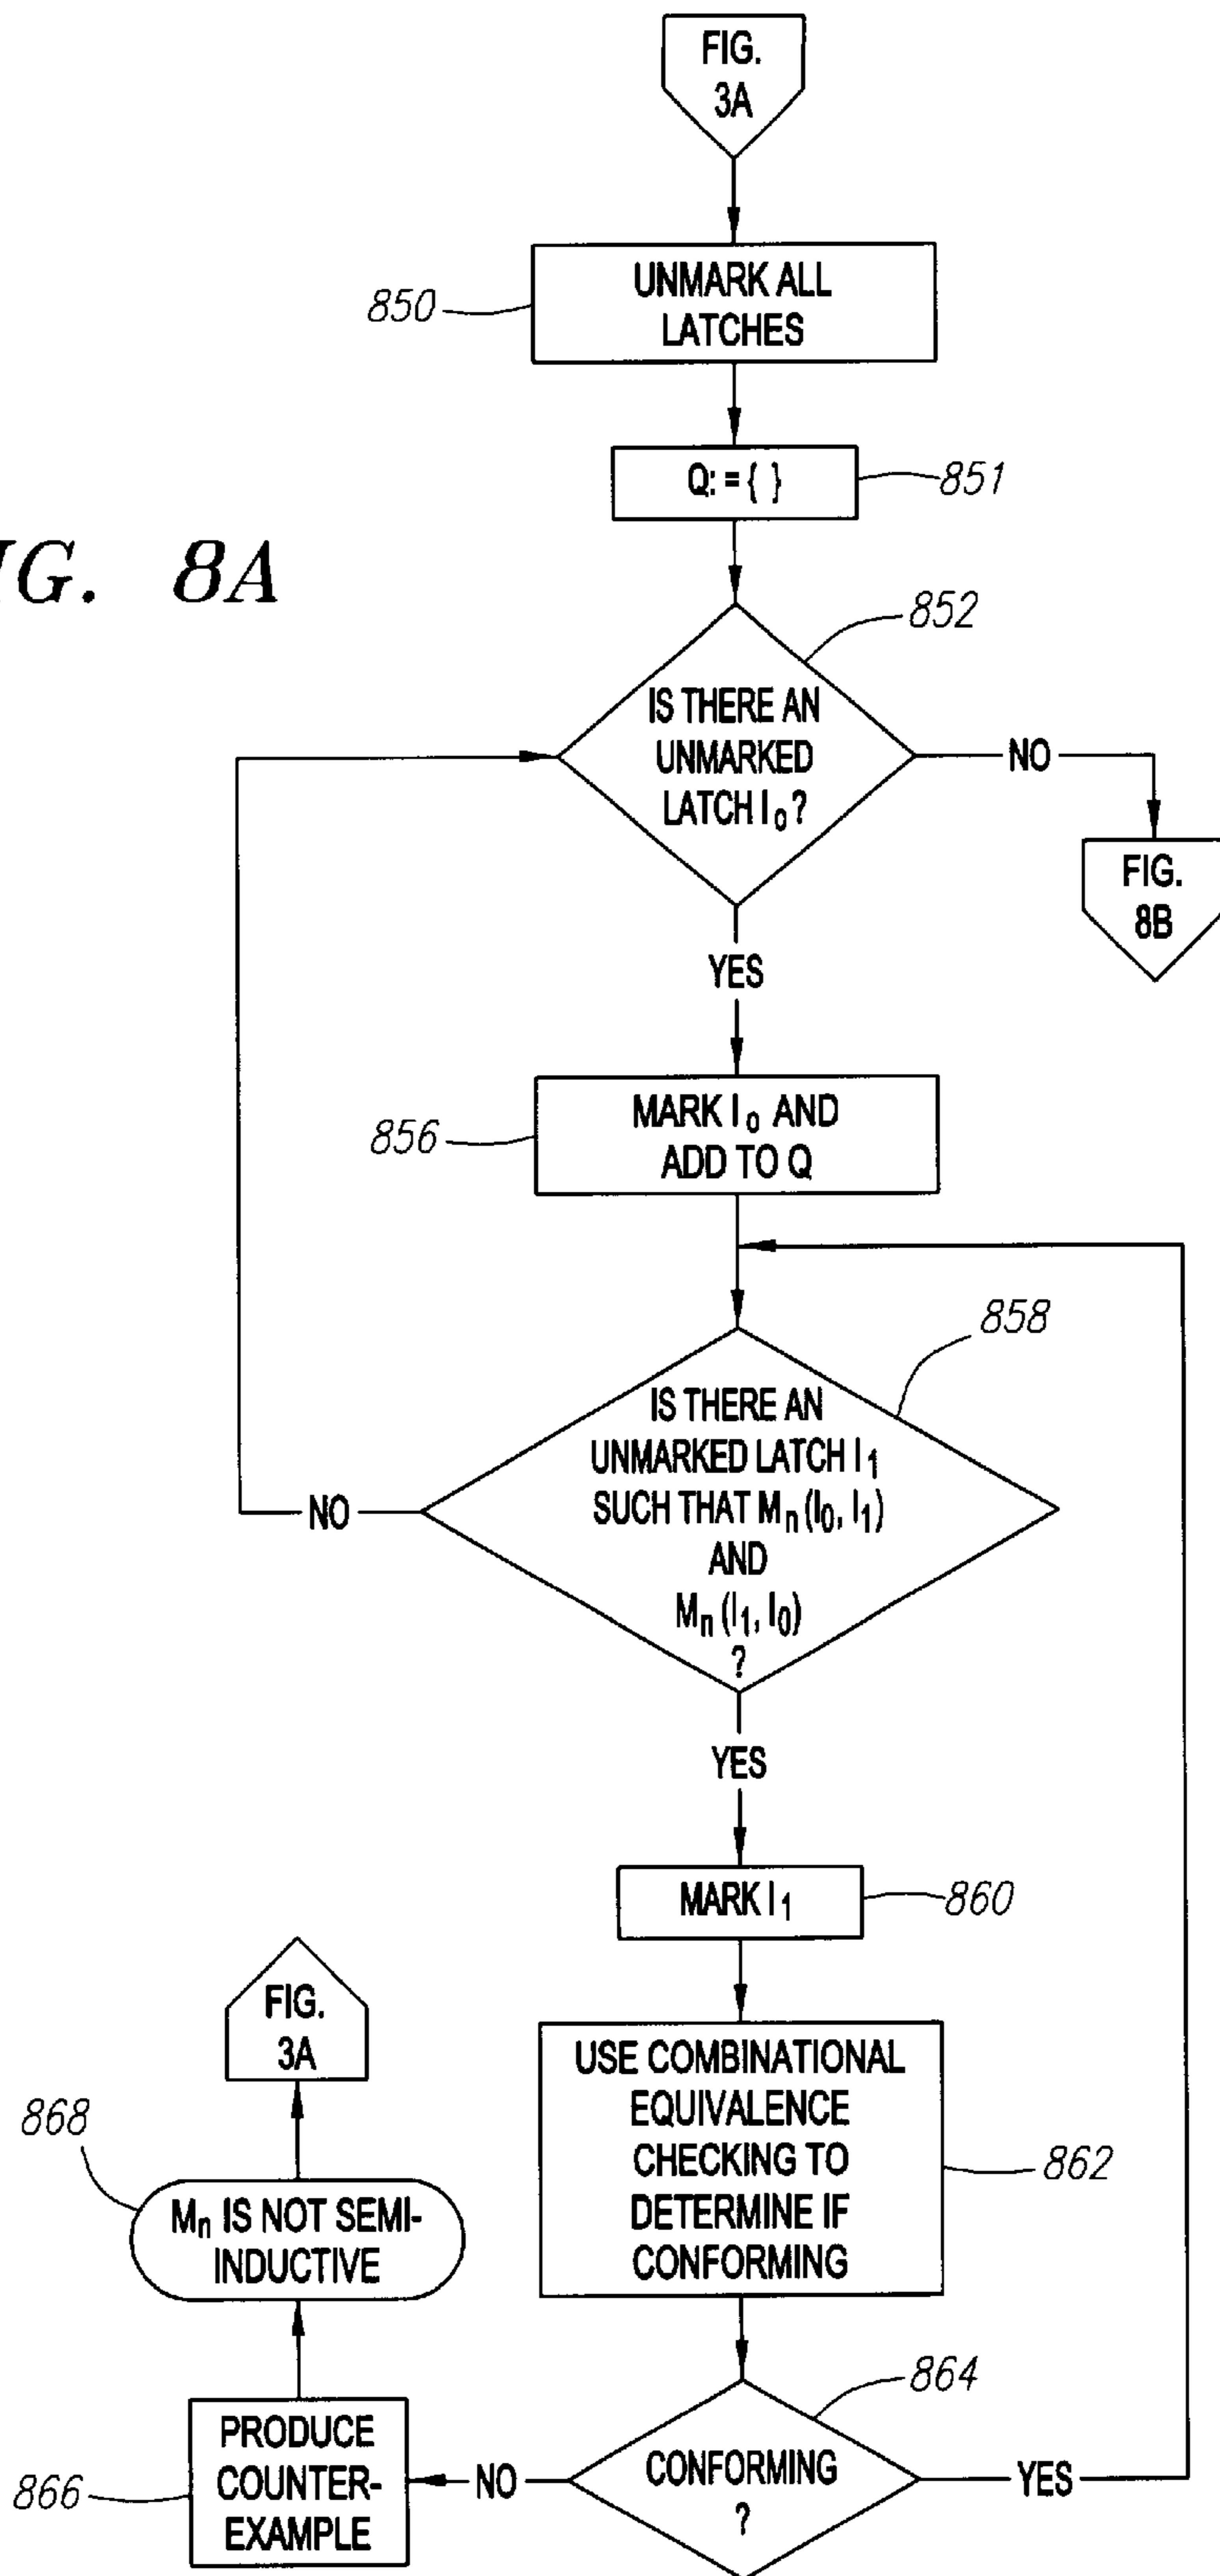 FIG.
3A
UNMARK ALL
LATCHES
850
Q: = { }
851
IG. 8A
852
IS THERE AN
UNMARKED
LATCH l₀?
NO
FIG.
8B
YES
MARK l₀ AND
ADD TO Q
856
858
IS THERE AN
UNMARKED LATCH l₁
SUCH THAT Mₙ (l₀, l₁)
AND
Mₙ (l₁, l₀)
?
NO
YES
MARK l₁
860
FIG.
3A
USE COMBINATIONAL
EQUIVALENCE
CHECKING TO
DETERMINE IF
CONFORMING
862
868
Mₙ IS NOT SEMI-
INDUCTIVE
864
PRODUCE
COUNTER-
EXAMPLE
866
NO
CONFORMING
?
YES